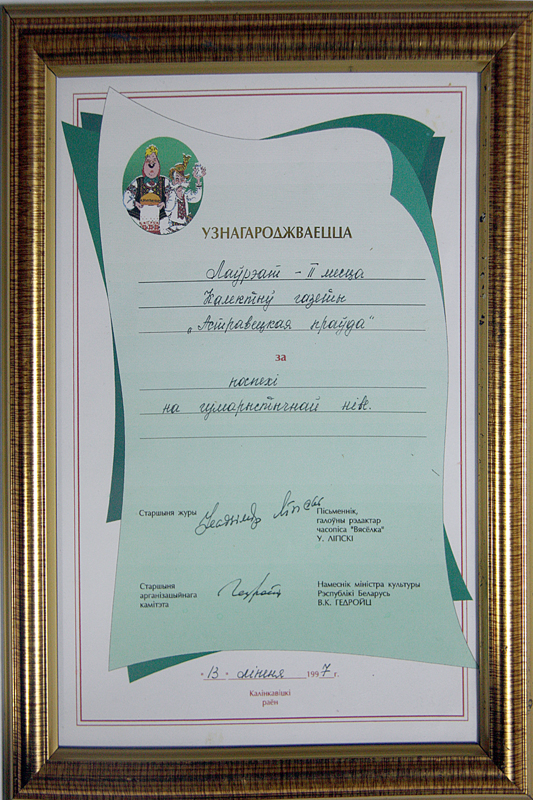 УЗНАГАРОДЖВАЕЦЦА
Лаўрэат - II месца
Калектыў газеты
„Астравецкая праўда"
за
поспехі
на гумарыстычнай ніве.
Старшыня журы
Пісьменнік,
галоўны рэдактар
часопіса "Вясёлка"
У. ЛІПСКІ
Старшыня
арганізацыйнага
камітэта
Намеснік міністра культуры
Рэспублікі Беларусь
В.К. ГЕДРОЙЦ
"13" ліпеня 1997 г.
Калінкавіцкі
раён